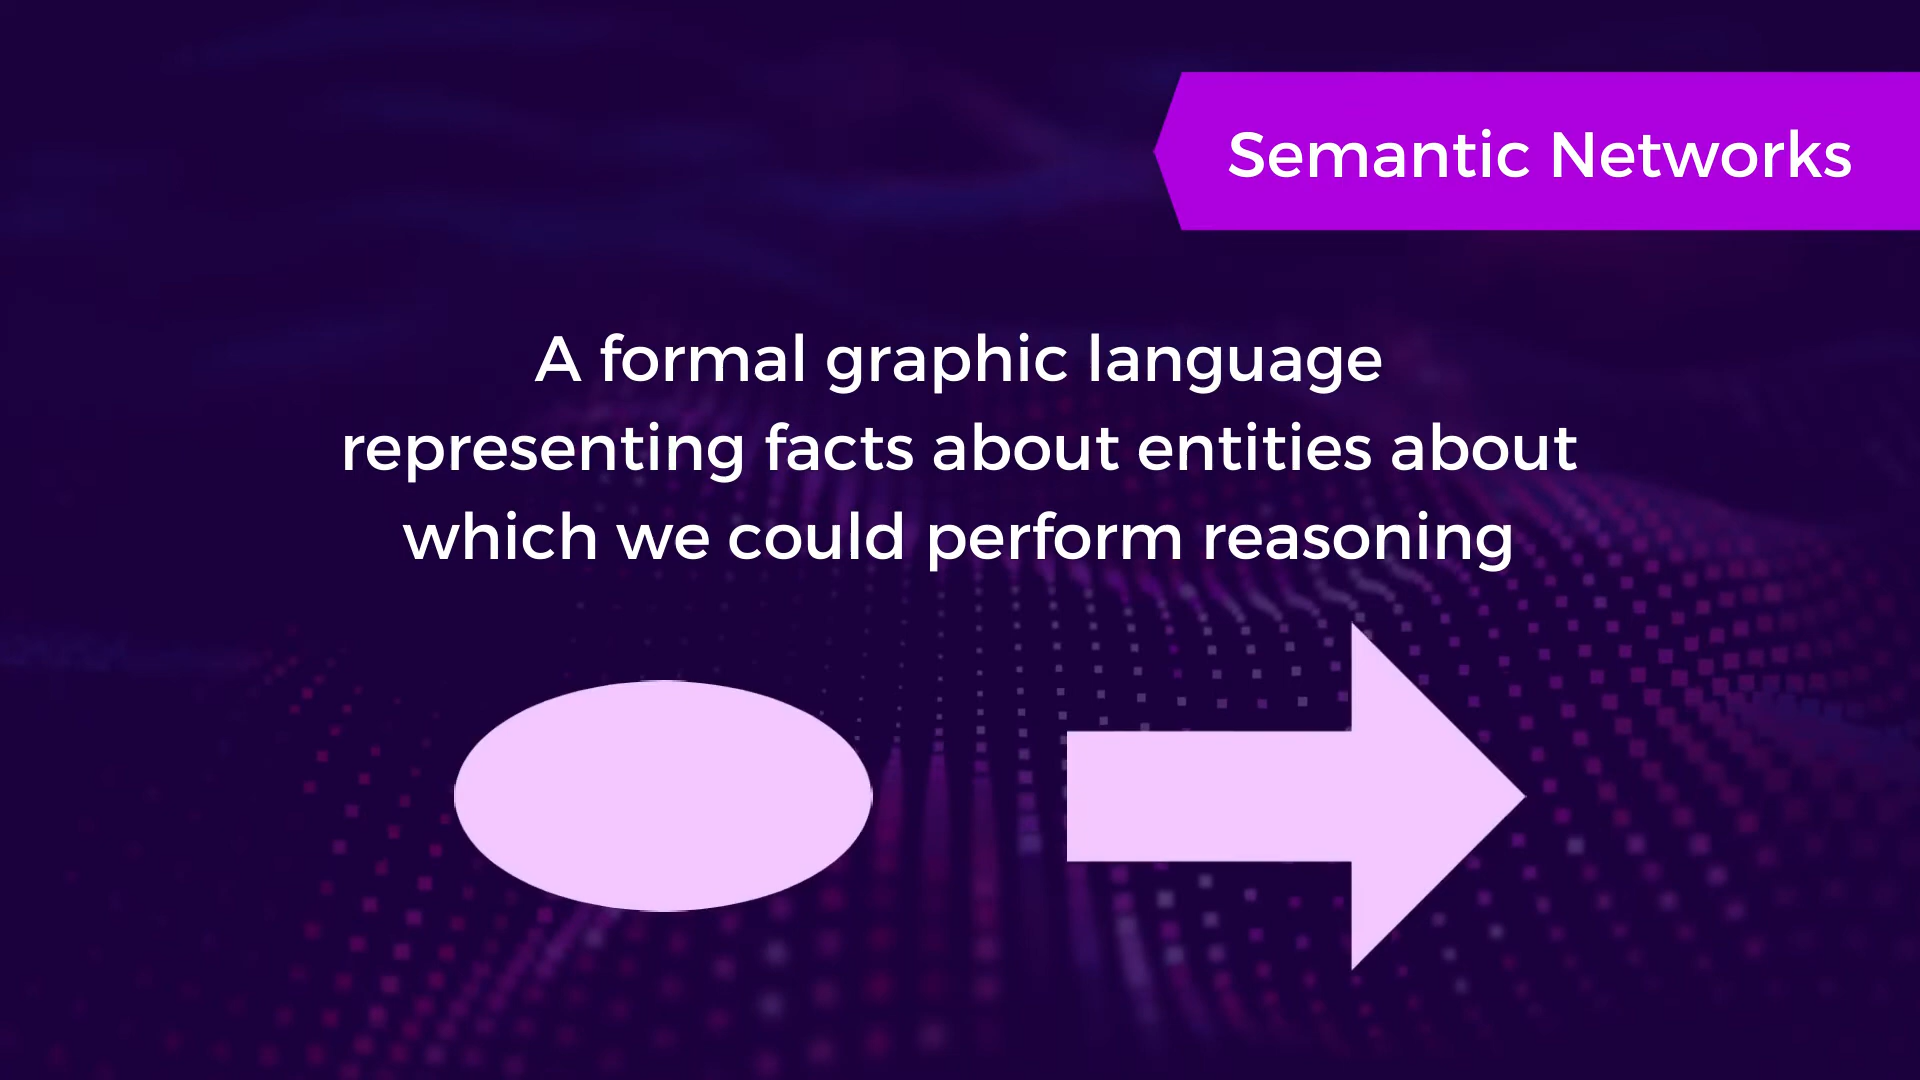 Semantic Networks
A formal graphic language
representing facts about entities about
which we could perform reasoning